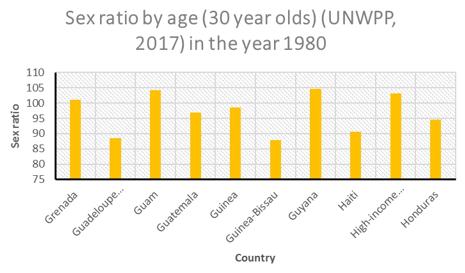 Sex ratio by age (30 year olds) (UNWPP,
2017) in the year 1980
110
105
100
95
90
85
80
75
Sex ratio
Grenada
Guadeloupe...
Guam
Guatemala
Guinea
Guinea-Bissau
Guyana
Haiti
High-income...
Honduras
Country